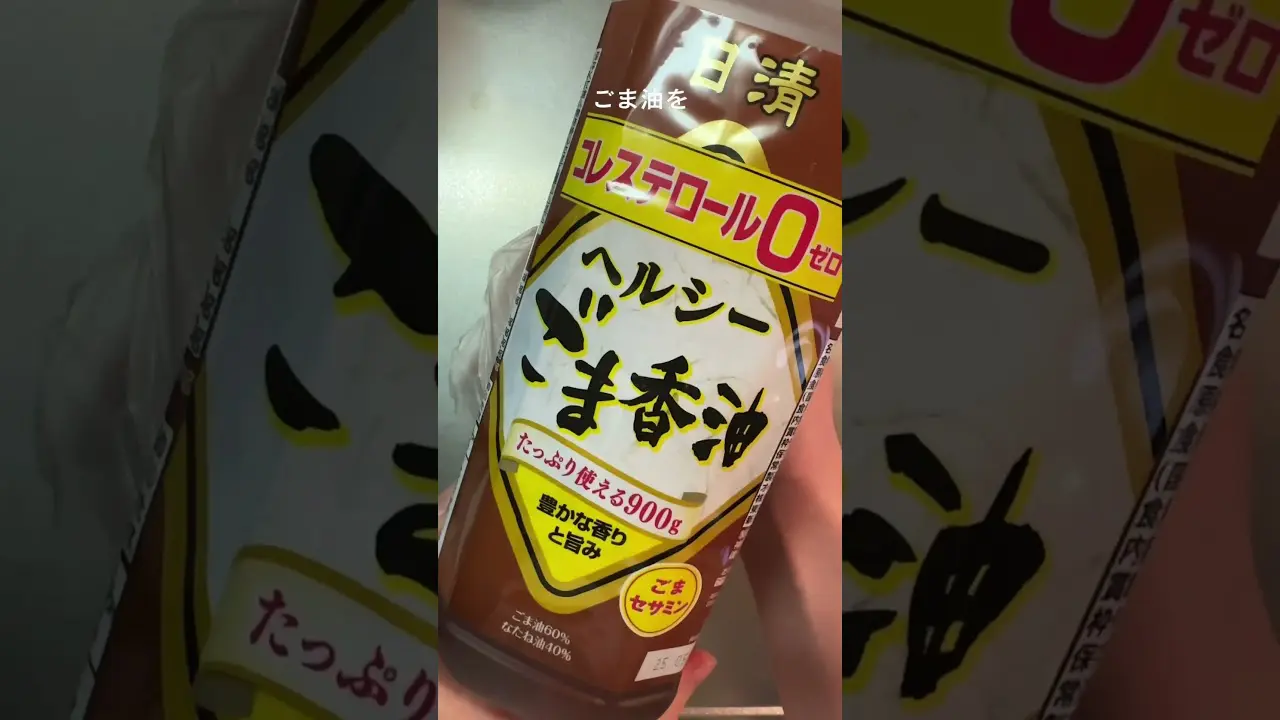 ごま油を
日清
コレステロール0ゼロ
ヘルシー
ごま香油
たっぷり使える900g
豊かな香り
と旨み
ごま
セサミン
ごま油60%
なたね油40%